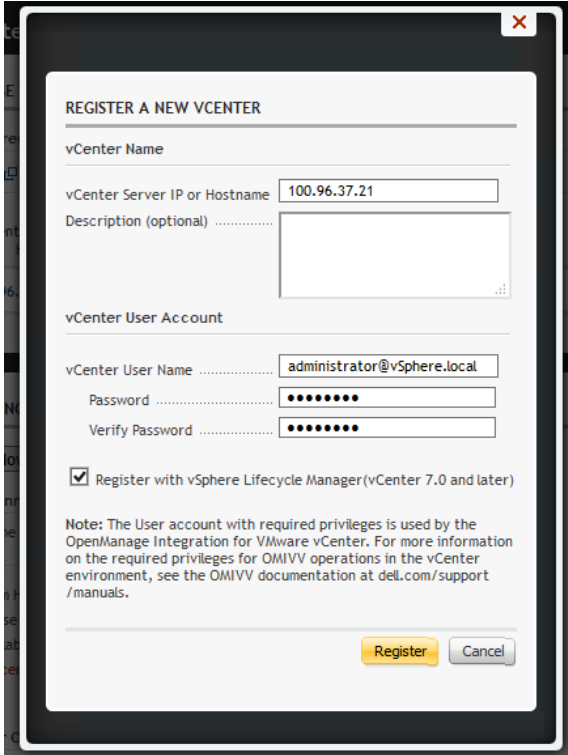 REGISTER A NEW VCENTER
vCenter Name
vCenter Server IP or Hostname 100.96.37.21
Description (optional)
vCenter User Account
vCenter User Name administrator@vSphere.local
Password ●●●●●●●●
Verify Password ●●●●●●●●
Register with vSphere Lifecycle Manager(vCenter 7.0 and later)
Note: The User account with required privileges is used by the
OpenManage Integration for VMware vCenter. For more information
on the required privileges for OMIVV operations in the vCenter
environment, see the OMIVV documentation at dell.com/support
/manuals.
Register Cancel